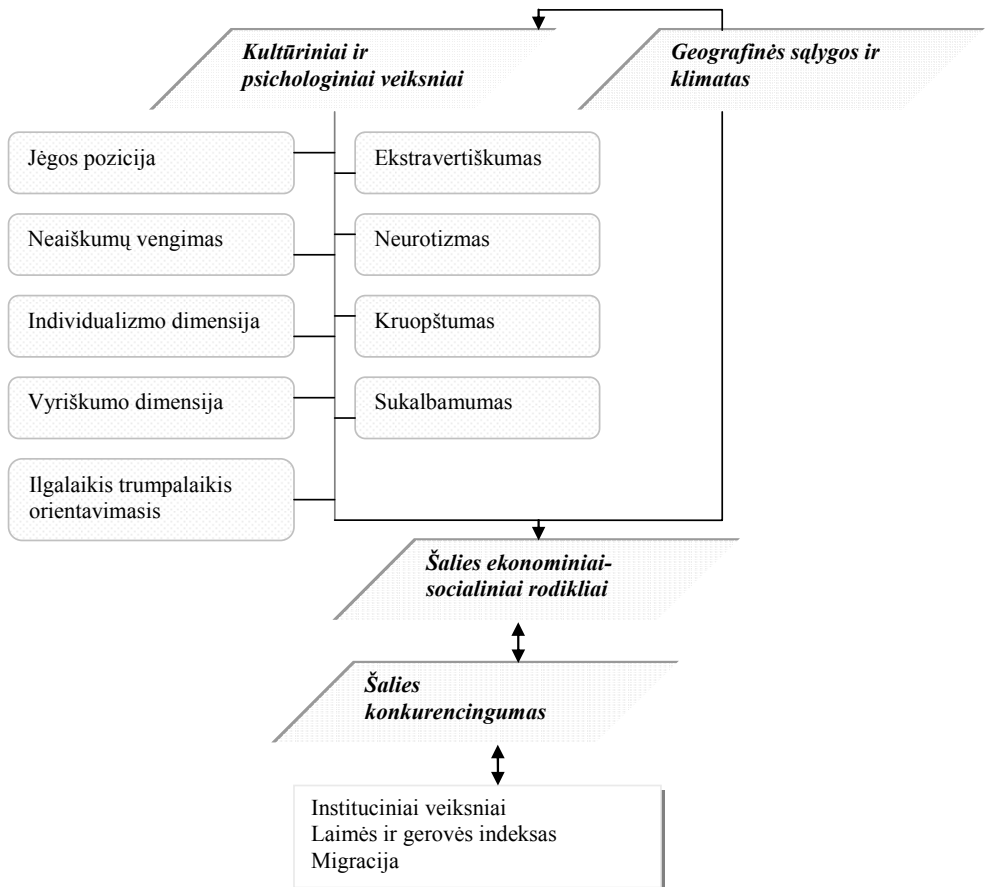 Kultūriniai ir
psichologiniai veiksniai
Geografinės sąlygos ir
klimatas
Jėgos pozicija
Ekstravertiškumas
Neaiškumų vengimas
Neurotizmas
Individualizmo dimensija
Kruopštumas
Vyriškumo dimensija
Sukalbamumas
Ilgalaikis trumpalaikis
orientavimasis
Šalies ekonominiai-
socialiniai rodikliai
Šalies
konkurencingumas
Instituciniai veiksniai
Laimės ir gerovės indeksas
Migracija